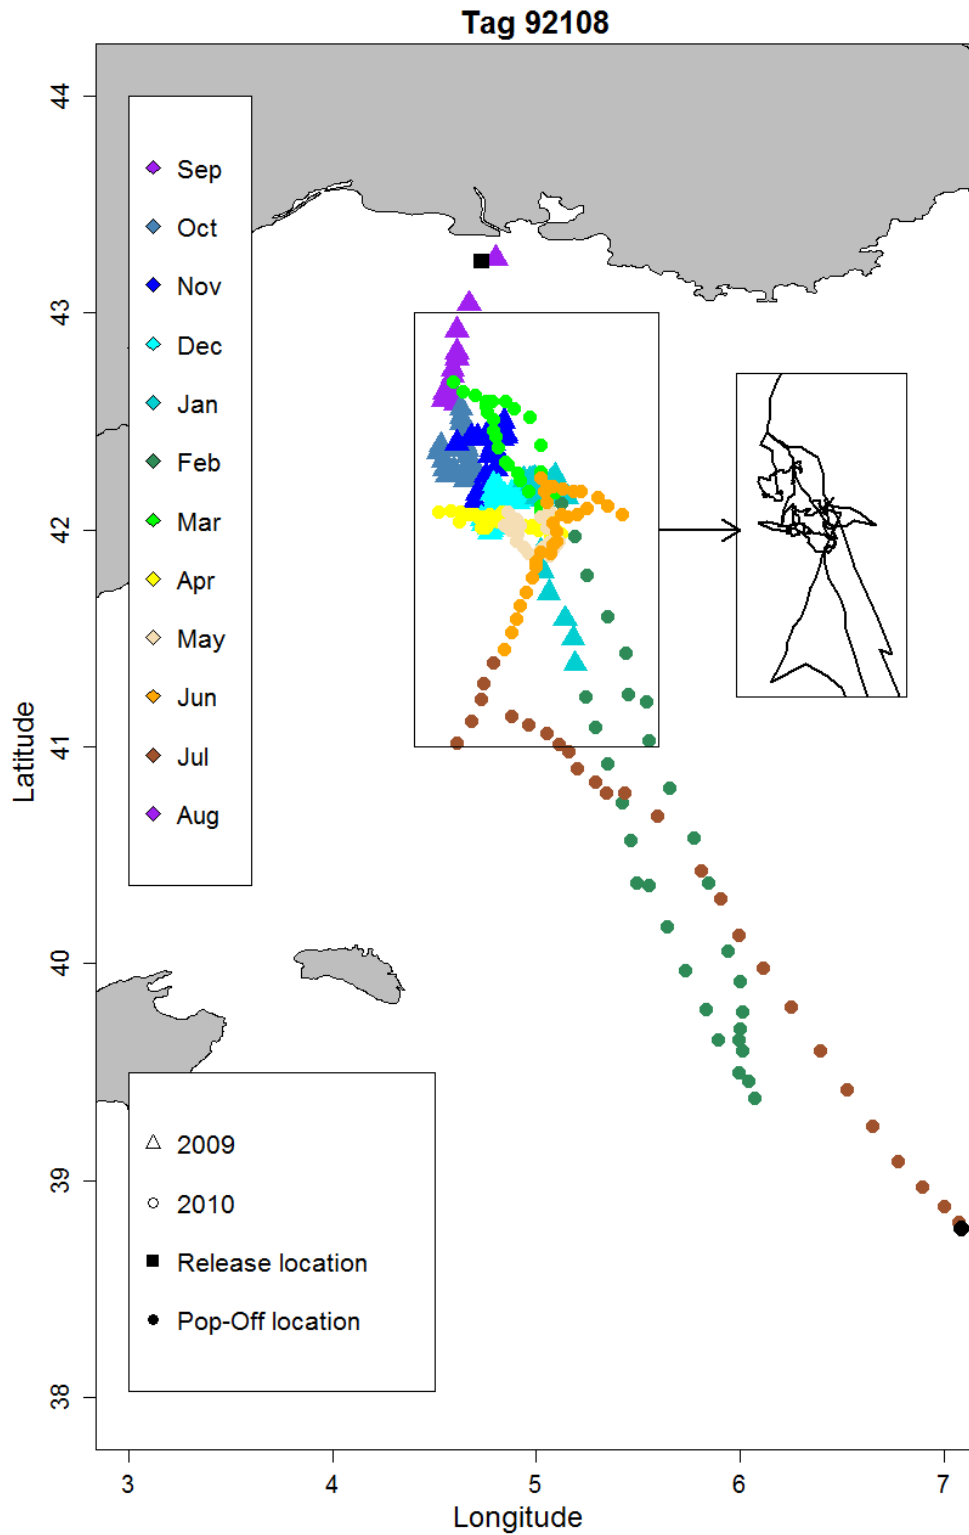 Tag 92108
44
43
42
41
40
39
38
Latitude
Sep
Oct
Nov
Dec
Jan
Feb
Mar
Apr
May
Jun
Jul
Aug
2009
2010
Release location
Pop-Off location
3 4 5 6 7
Longitude